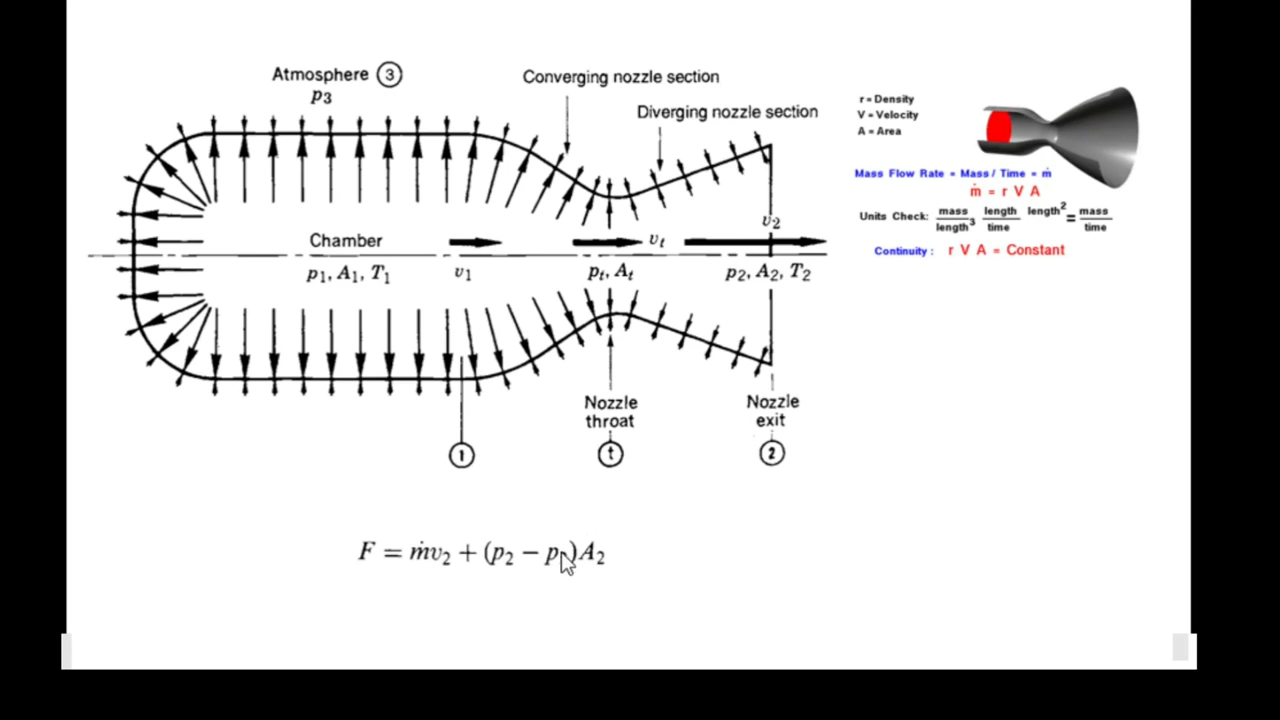 Atmosphere ③
p₃
Converging nozzle section
Diverging nozzle section
Chamber
p₁, A₁, T₁
v₁
vₜ
pₜ, Aₜ
v₂
p₂, A₂, T₂
Nozzle
throat
Nozzle
exit
①
ⓣ
②
F = ṁv₂ + (p₂ − p )A₂
r = Density
V = Velocity
A = Area
Mass Flow Rate = Mass / Time = ṁ
ṁ = r V A
Units Check: mass/length³ length/time length² = mass/time
Continuity : r V A = Constant